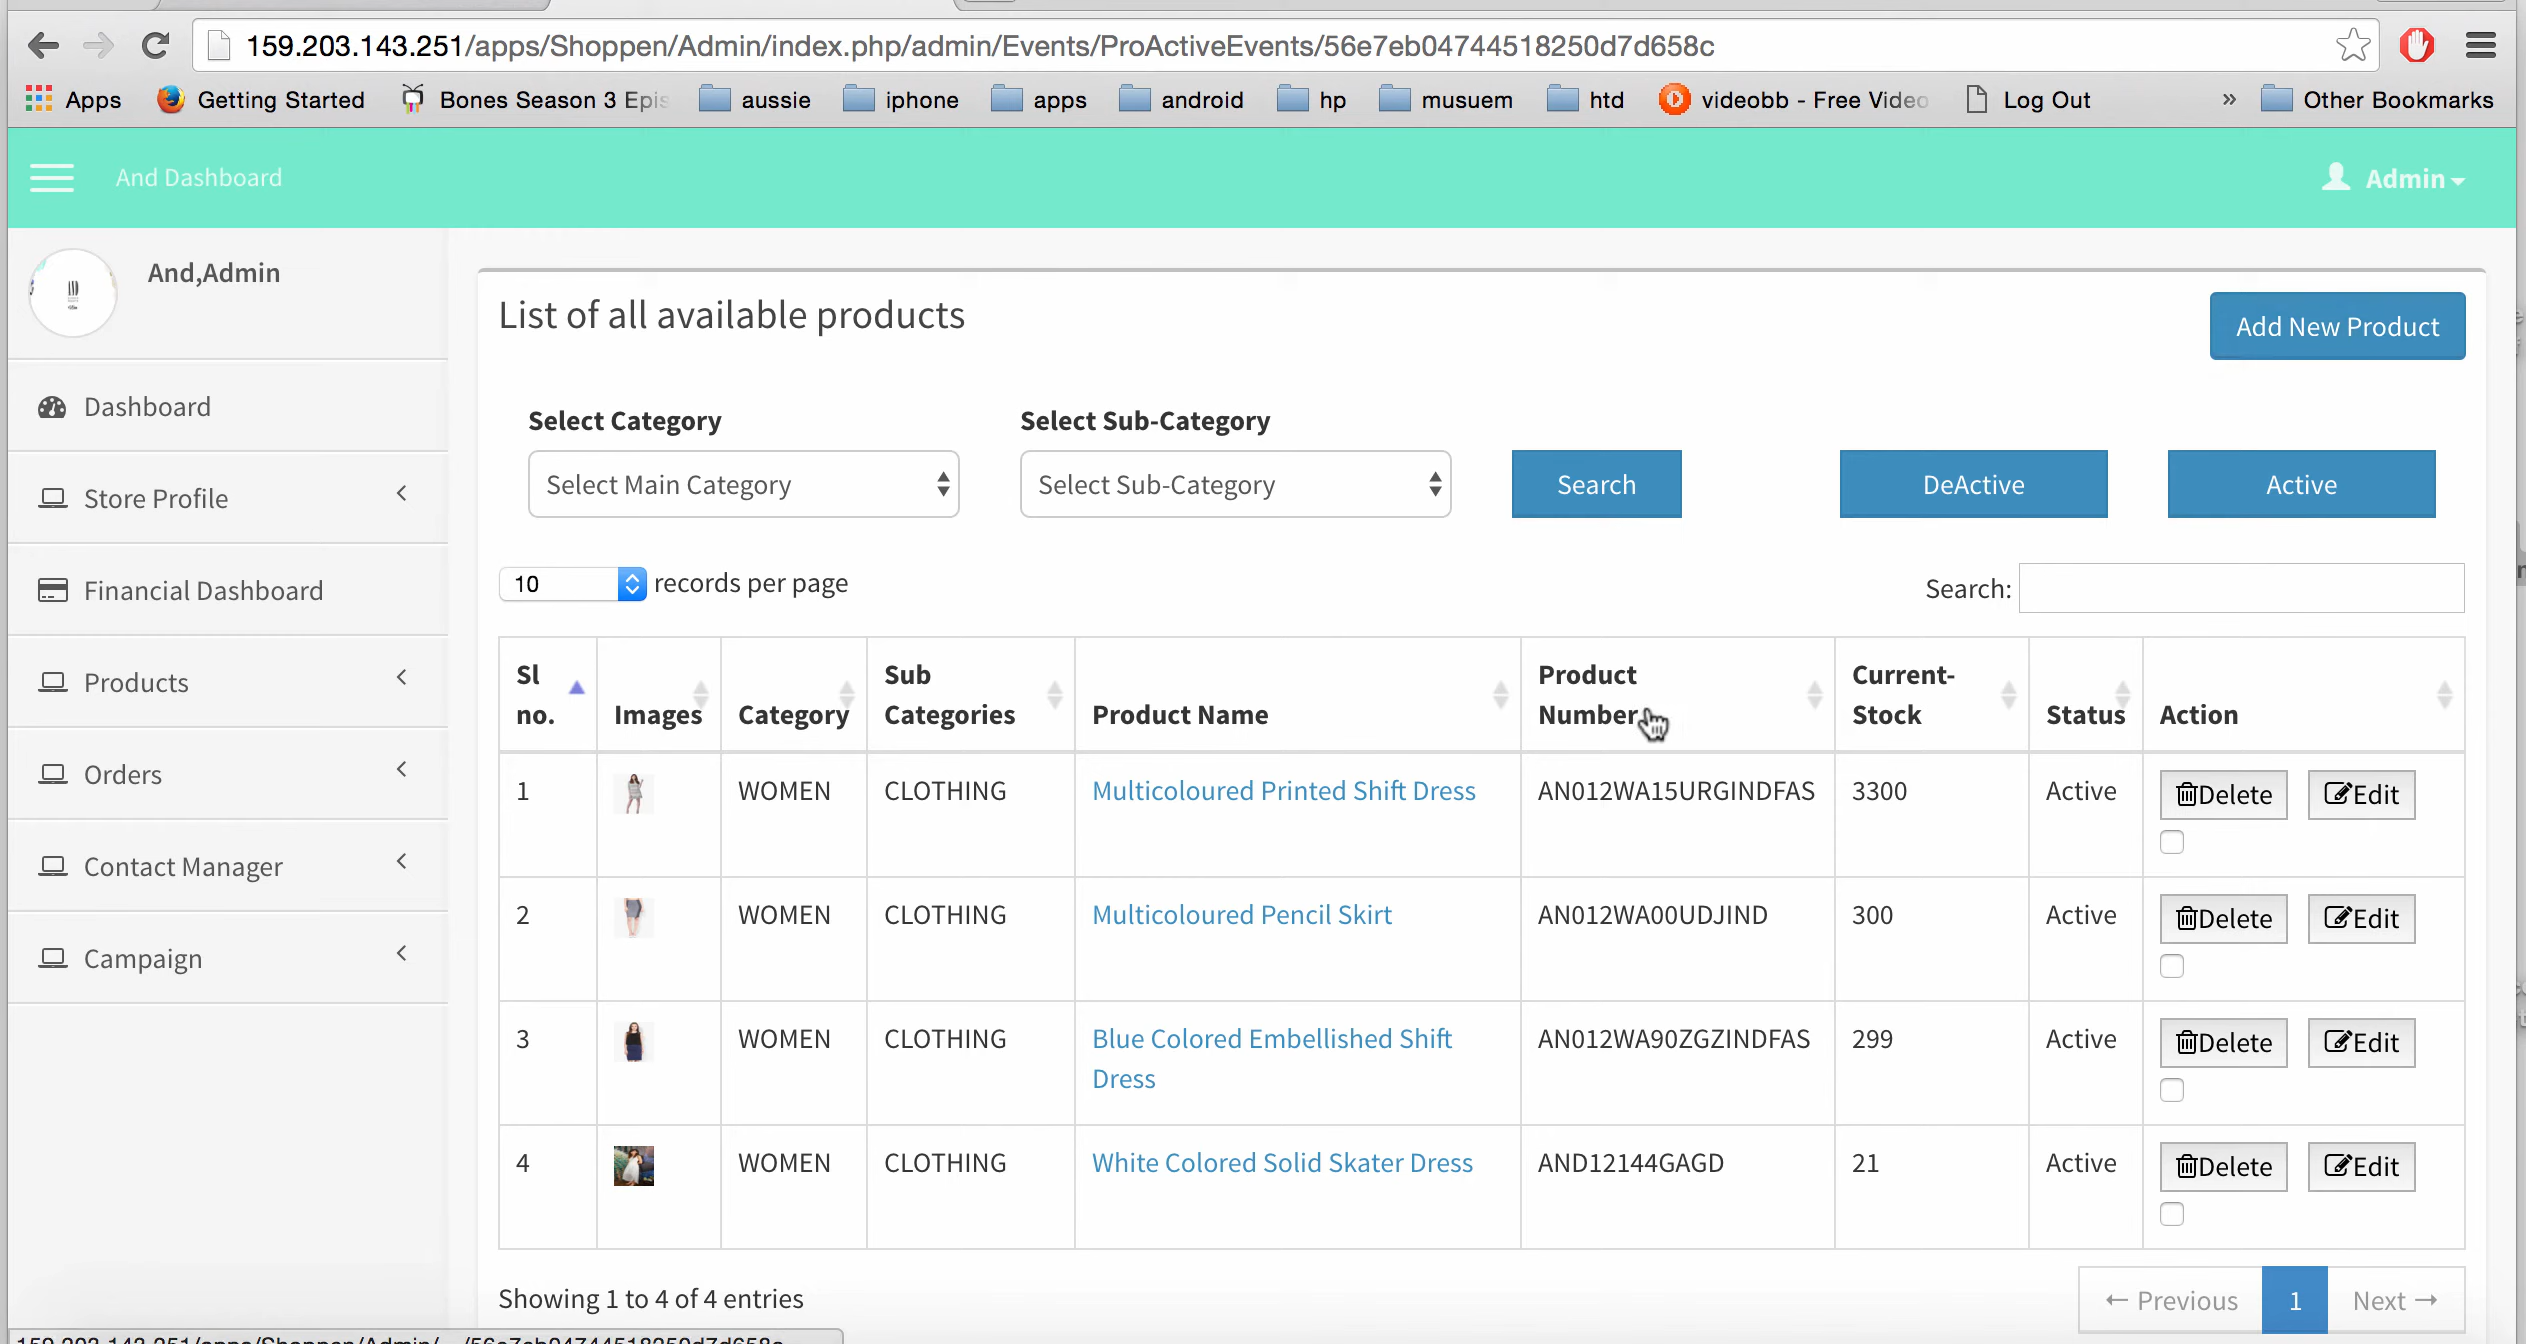 159.203.143.251/apps/Shoppen/Admin/index.php/admin/Events/ProActiveEvents/56e7eb04744518250d7d658c
Apps Getting Started Bones Season 3 Epis aussie iphone apps android hp musuem htd videobb - Free Video Log Out » Other Bookmarks
And Dashboard Admin
And,Admin
Dashboard
Store Profile
Financial Dashboard
Products
Orders
Contact Manager
Campaign
List of all available products
Add New Product
Select Category Select Sub-Category
Select Main Category Select Sub-Category Search DeActive Active
10 records per page Search:
Sl no. Images Category Sub Categories Product Name Product Number Current-Stock Status Action
1 WOMEN CLOTHING Multicoloured Printed Shift Dress AN012WA15URGINDFAS 3300 Active Delete Edit
2 WOMEN CLOTHING Multicoloured Pencil Skirt AN012WA00UDJIND 300 Active Delete Edit
3 WOMEN CLOTHING Blue Colored Embellished Shift Dress AN012WA90ZGZINDFAS 299 Active Delete Edit
4 WOMEN CLOTHING White Colored Solid Skater Dress AND12144GAGD 21 Active Delete Edit
Showing 1 to 4 of 4 entries
← Previous 1 Next →